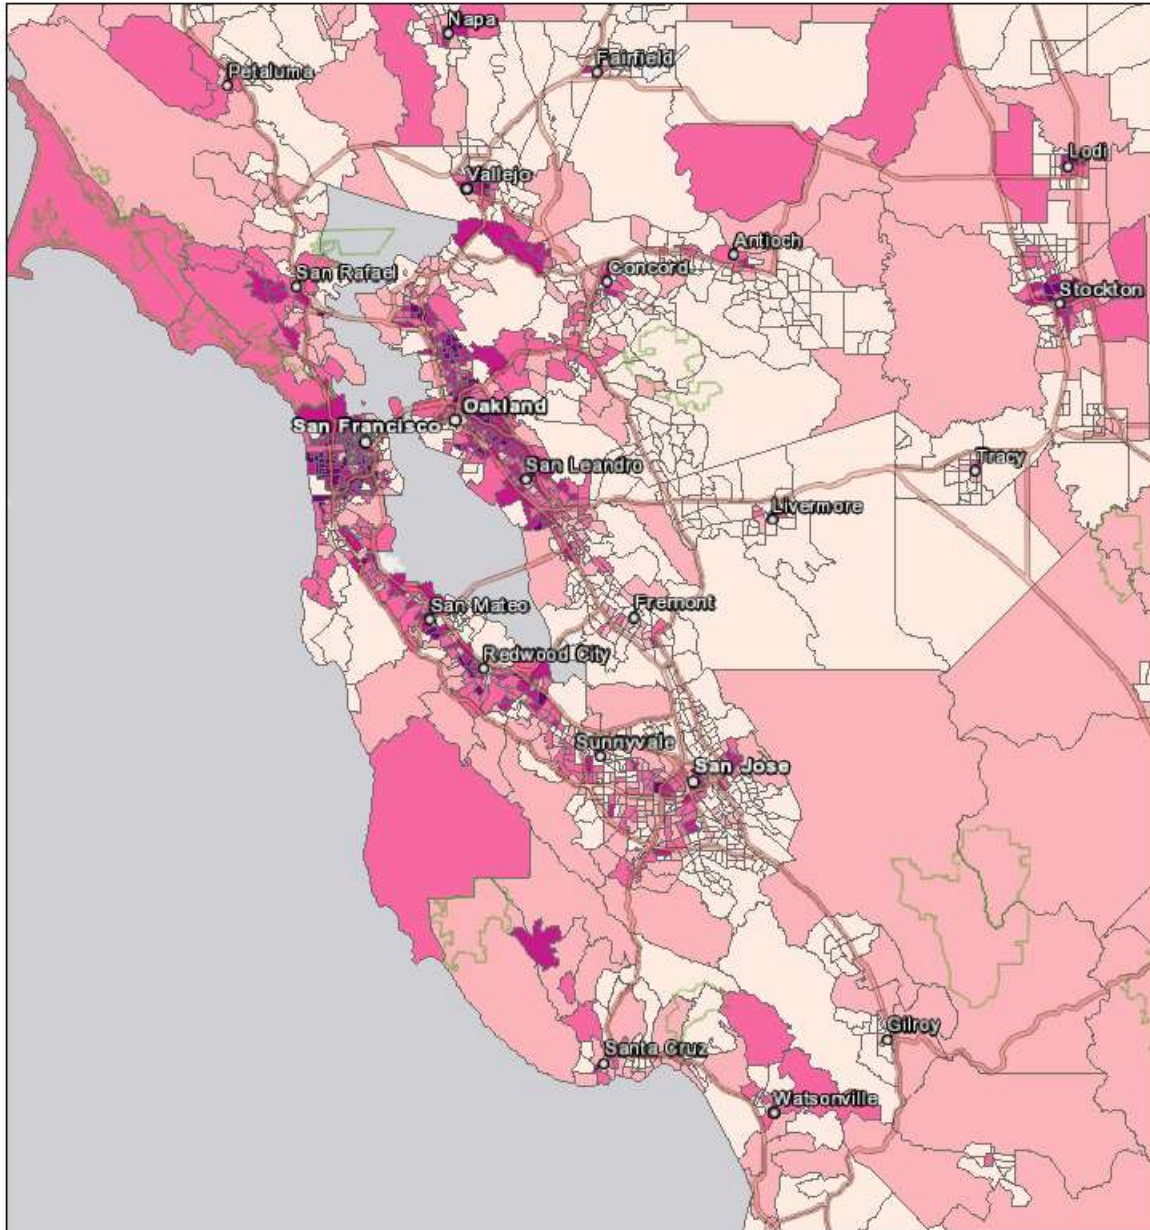 Napa
Fairfield
Petaluma
Lodi
Vallejo
Antioch
San Rafael
Concord
Stockton
Oakland
San Francisco
San Leandro
Tracy
Livermore
San Mateo
Fremont
Redwood City
Sunnyvale
San Jose
Gilroy
Santa Cruz
Watsonville